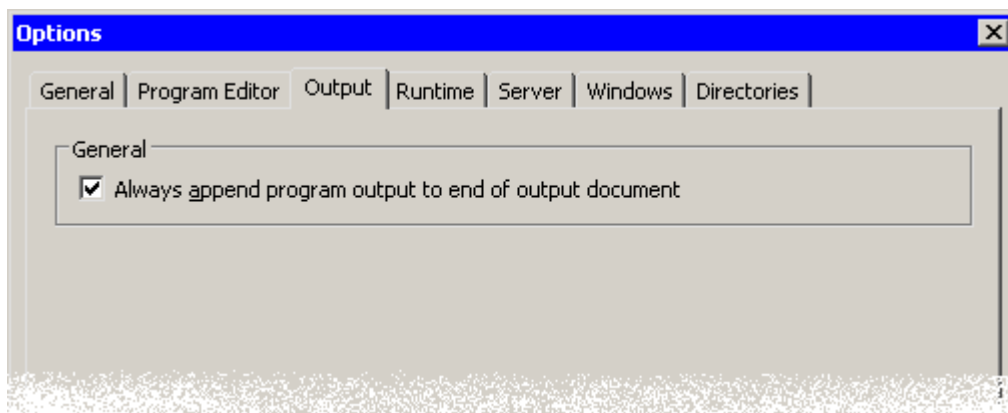 Options
General Program Editor Output Runtime Server Windows Directories
General
Always append program output to end of output document